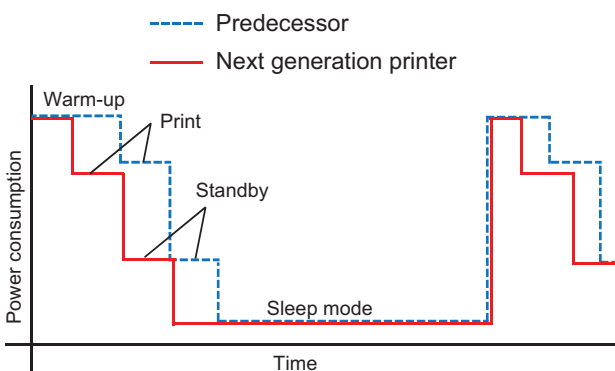 Predecessor
Next generation printer
Warm-up
Print
Standby
Sleep mode
Power consumption
Time